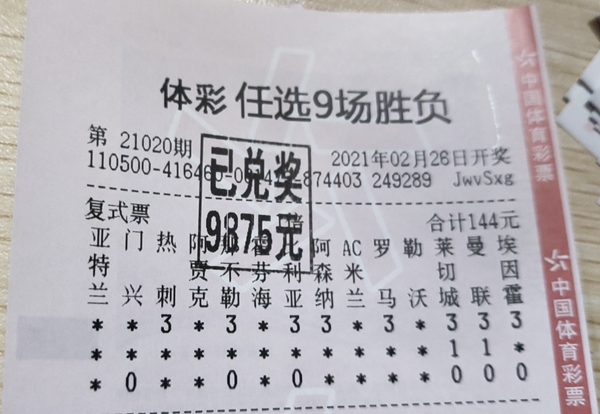 体彩 任选9场胜负
第 21020期
2021年02月26日开奖
110500-416460-
-874403 249289 JwvSxg
已兑奖
9875元
复式票
合计144元
亚 门 热 阿 那 霍 比 阿 AC 罗 勒 莱 曼 埃
特 贾 不 芬 利 森 米 切 因
兰 兴 刺 克 勒 海 亚 纳 兰 马 沃 城 联 霍
* * 3 * 3 * 3 3 * 3 * 3 3 3
* * * * * * * * * * * 1 1 *
* 0 * * 0 * 0 * * * * 0 0 0
中国体育彩票
中国体育彩票